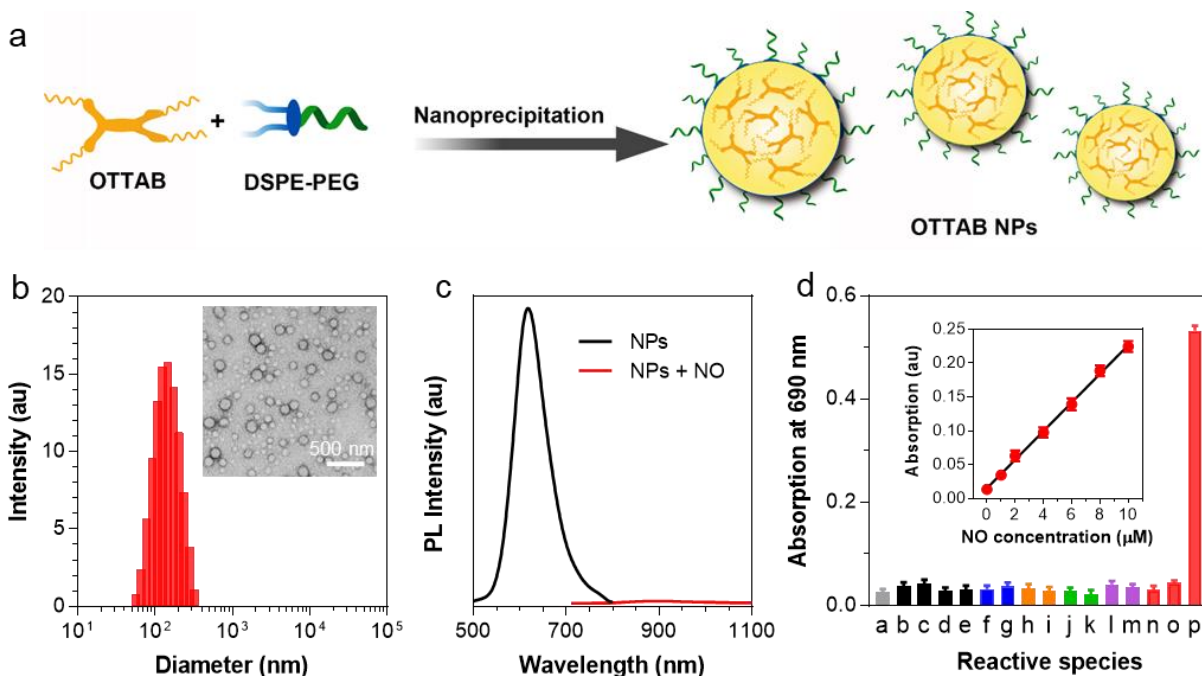 a
OTTAB
+
DSPE-PEG
Nanoprecipitation
OTTAB NPs
b
Intensity (au)
20
15
10
5
0
10¹ 10² 10³ 10⁴ 10⁵
Diameter (nm)
500 nm
c
PL Intensity (au)
NPs
NPs + NO
500 700 900 1100
Wavelength (nm)
d
Absorption at 690 nm
0.6
0.4
0.2
0.0
a b c d e f g h i j k l m n o p
Reactive species
Absorption (au)
0.25
0.20
0.15
0.10
0.05
0.00
0 2 4 6 8 10
NO concentration (μM)